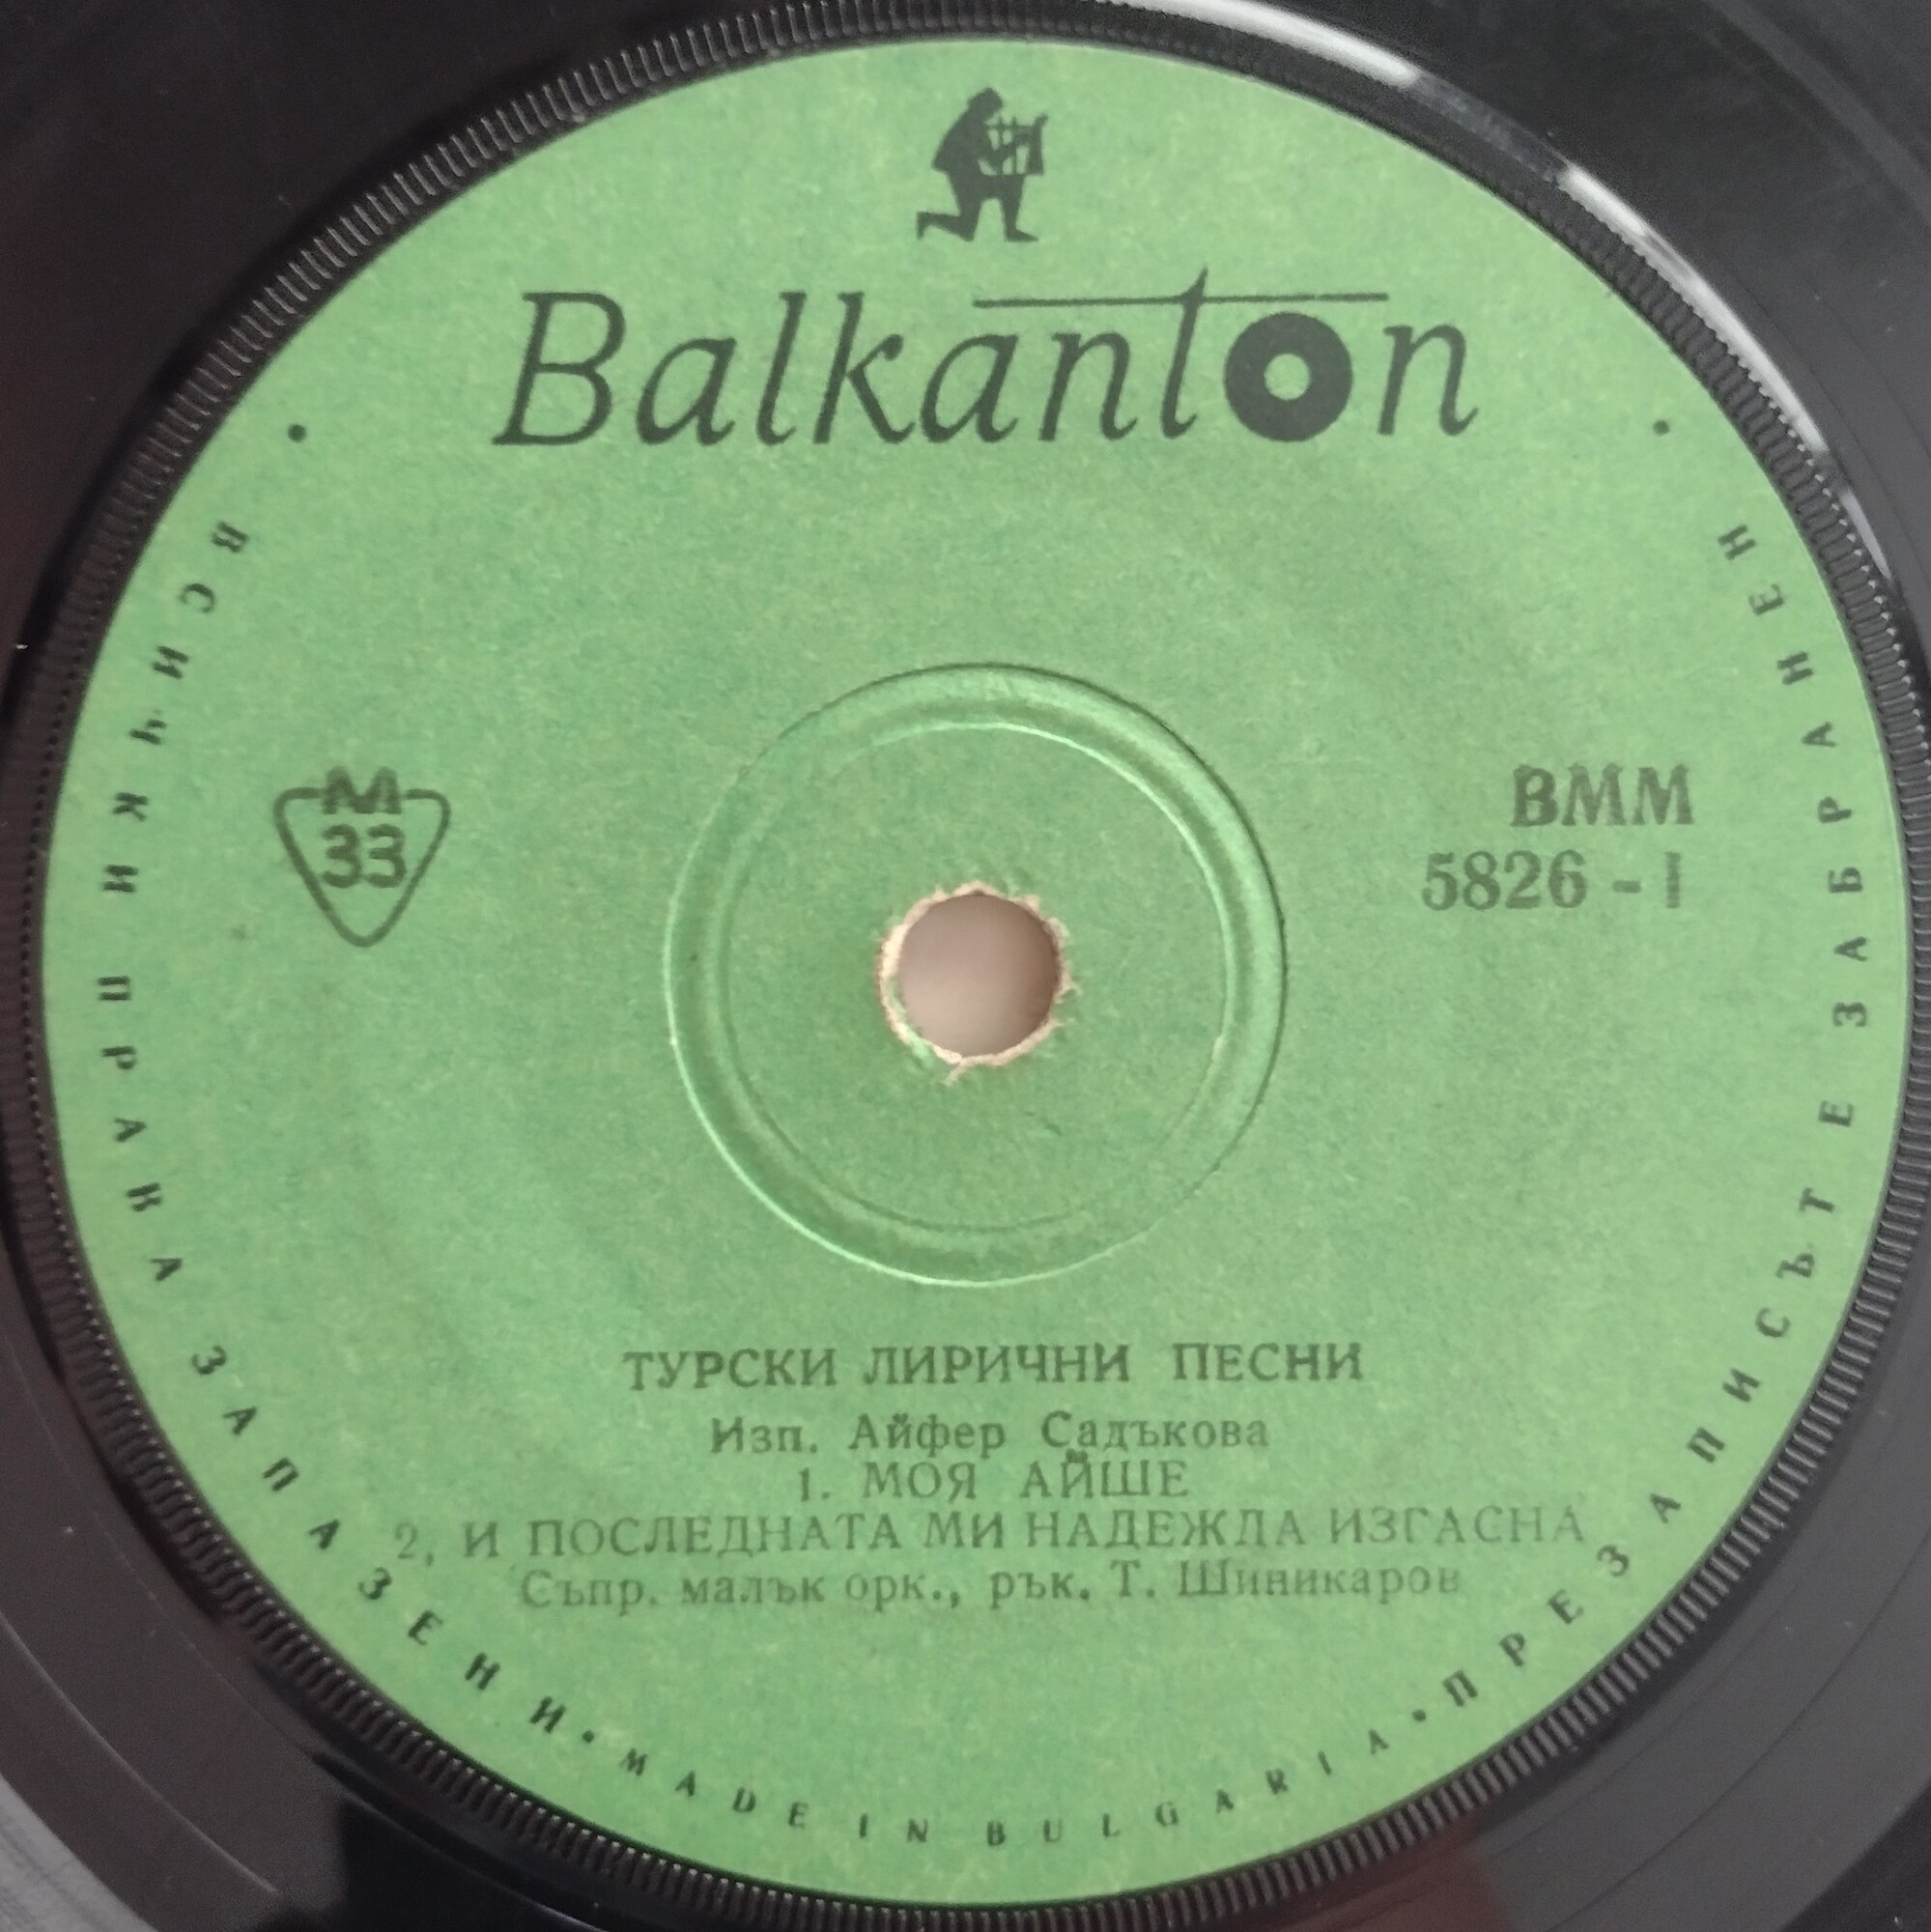 Balkanton
M
33
ВММ
5826 - I
ТУРСКИ ЛИРИЧНИ ПЕСНИ
Изп. Айфер Садъкова
1. МОЯ АЙШЕ
2, И ПОСЛЕДНАТА МИ НАДЕЖДА ИЗГАСНА
Съпр. малък орк., рък. Т. Шиникаров
• ВСИЧКИ ПРАВА ЗАПАЗЕНИ • MADE IN BULGARIA • ПРЕЗАПИСЪТ Е ЗАБРАНЕН •